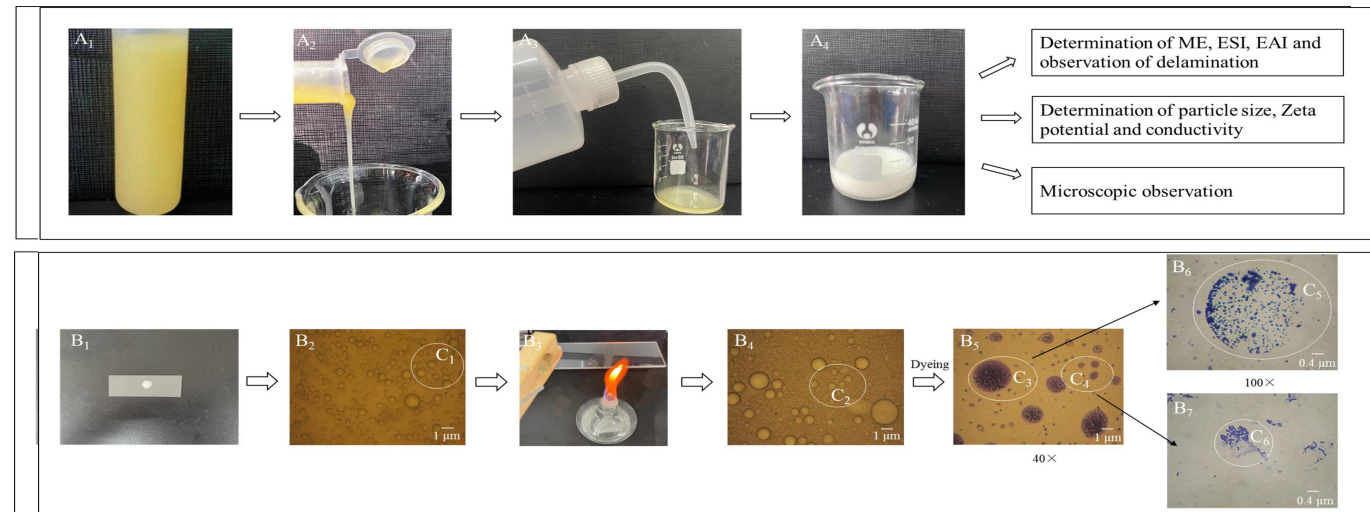 A1
A2
A3
A4
Determination of ME, ESI, EAI and
observation of delamination
Determination of particle size, Zeta
potential and conductivity
Microscopic observation
40
30
B1
B2
C1
1 μm
B3
B4
C2
1 μm
Dyeing
B5
C3
C4
1 μm
40×
B6
C5
0.4 μm
100×
B7
C6
0.4 μm